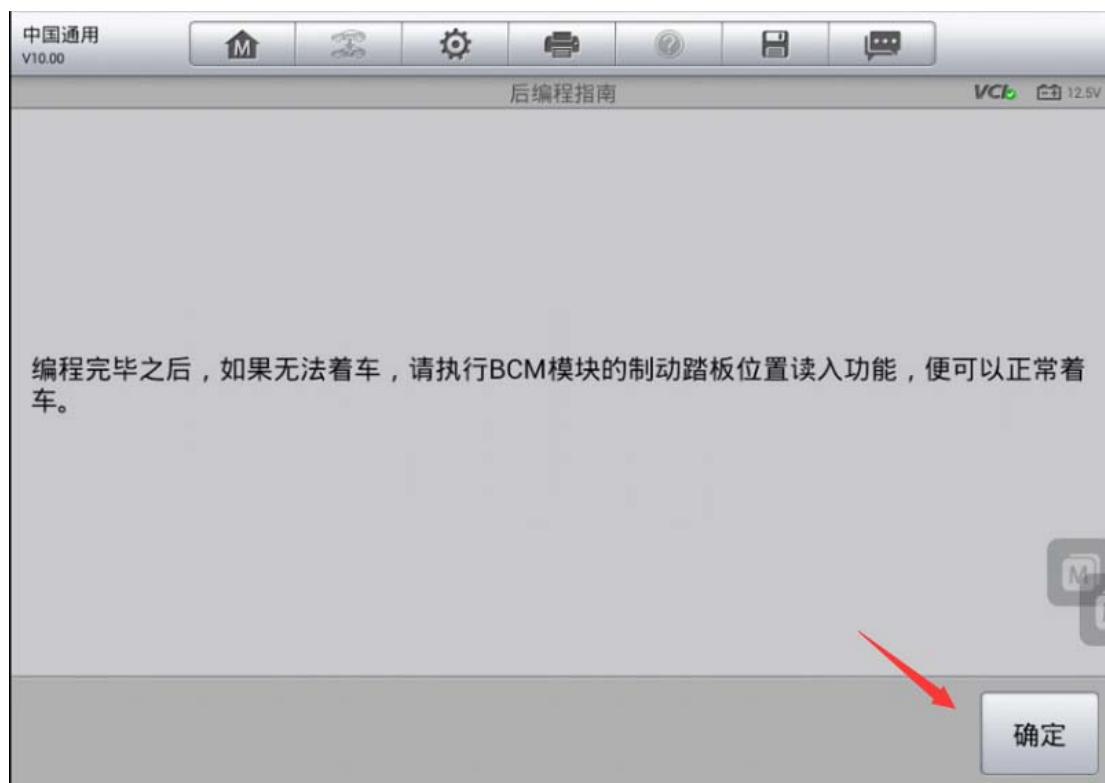 中国通用
V10.00
后编程指南
VCI
12.5V
编程完毕之后，如果无法着车，请执行BCM模块的制动踏板位置读入功能，便可以正常着
车。
M
M
确定